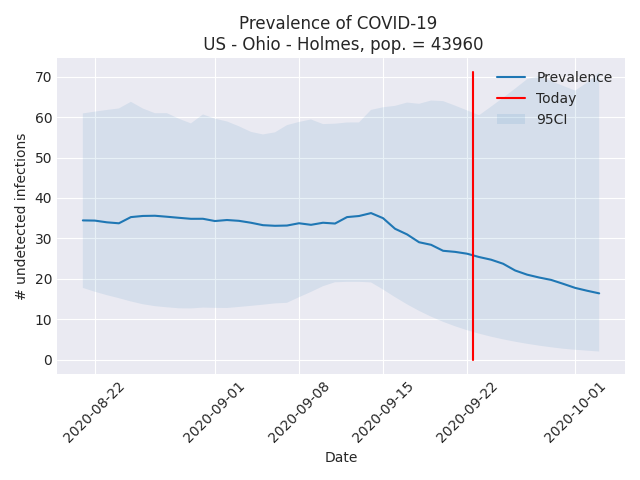 Prevalence of COVID-19
US - Ohio - Holmes, pop. = 43960
Prevalence
Today
95CI
# undetected infections
70
60
50
40
30
20
10
0
2020-08-22
2020-09-01
2020-09-08
2020-09-15
2020-09-22
2020-10-01
Date